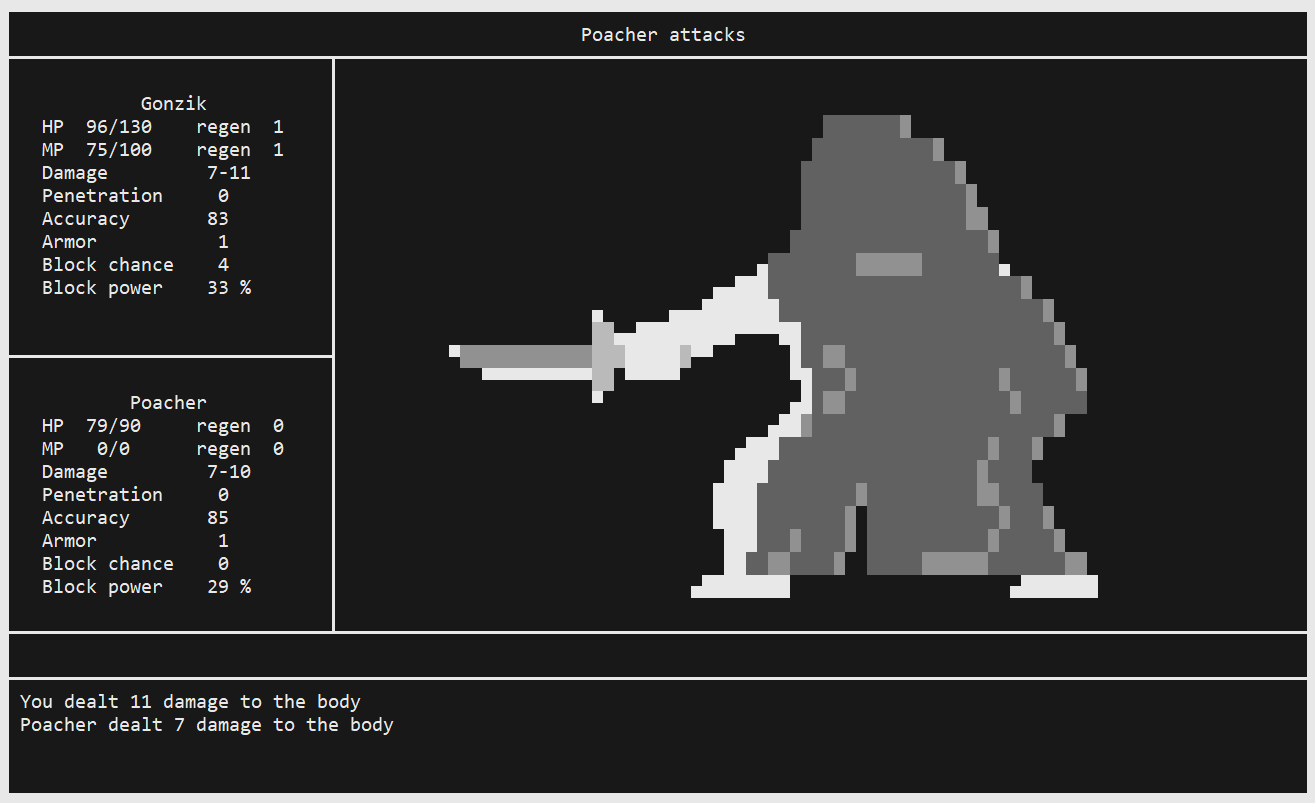 Poacher attacks
Gonzik
HP 96/130 regen 1
MP 75/100 regen 1
Damage 7-11
Penetration 0
Accuracy 83
Armor 1
Block chance 4
Block power 33 %
Poacher
HP 79/90 regen 0
MP 0/0 regen 0
Damage 7-10
Penetration 0
Accuracy 85
Armor 1
Block chance 0
Block power 29 %
You dealt 11 damage to the body
Poacher dealt 7 damage to the body